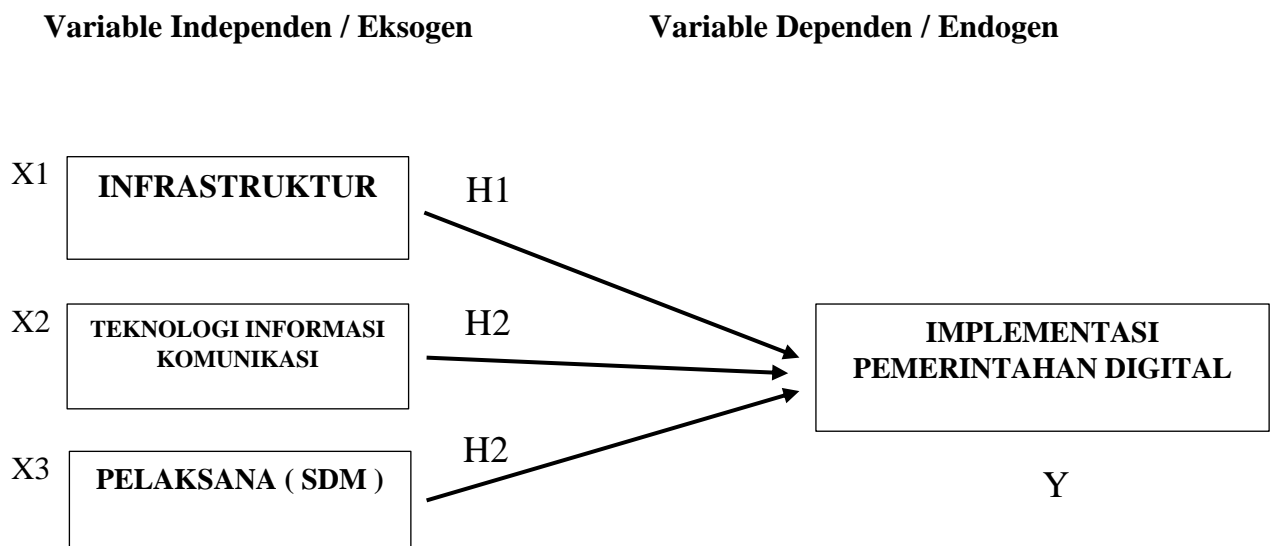 Variable Independen / Eksogen
Variable Dependen / Endogen
X1
INFRASTRUKTUR
H1
X2
TEKNOLOGI INFORMASI
KOMUNIKASI
H2
IMPLEMENTASI
PEMERINTAHAN DIGITAL
X3
PELAKSANA ( SDM )
H2
Y